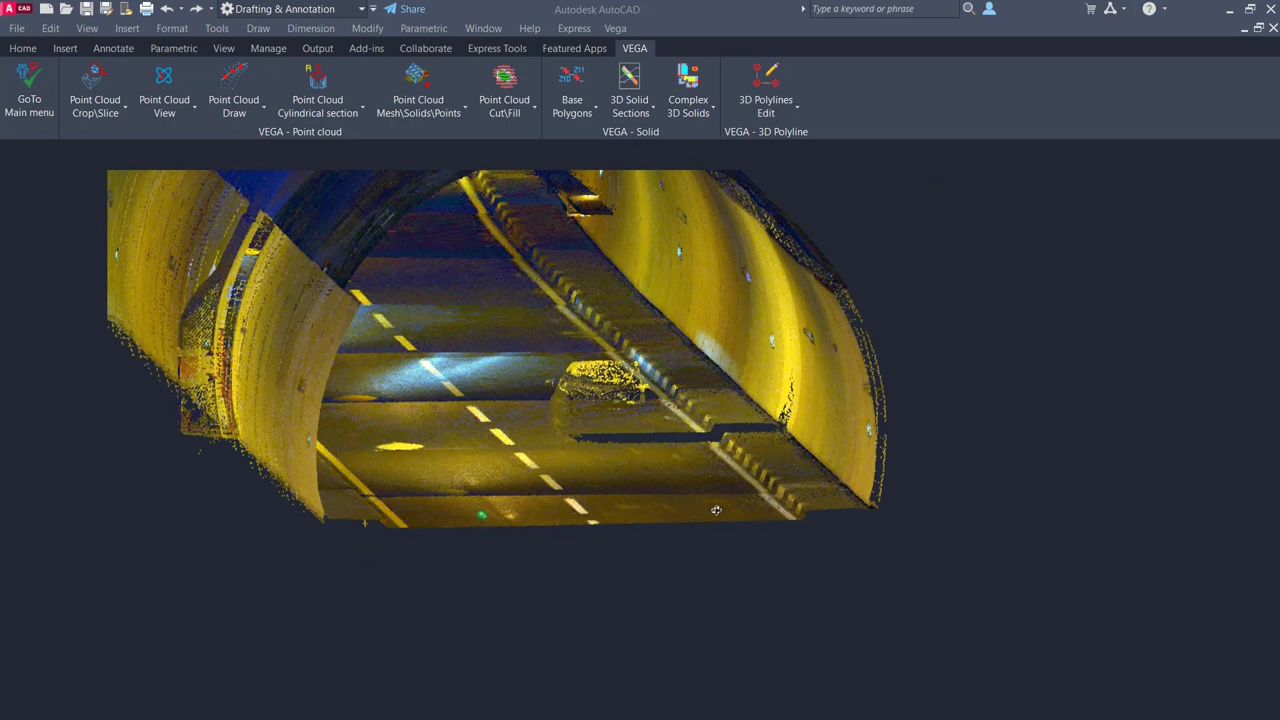 CAD Drafting & Annotation Share Autodesk AutoCAD Type a keyword or phrase
File Edit View Insert Format Tools Draw Dimension Modify Parametric Window Help Express Vega
Home Insert Annotate Parametric View Manage Output Add-ins Collaborate Express Tools Featured Apps VEGA
GoTo
Main menu
Point Cloud
Crop\Slice
Point Cloud
View
Point Cloud
Draw
R
Point Cloud
Cylindrical section
Point Cloud
Mesh\Solids\Points
Point Cloud
Cut\Fill
211
210
Base
Polygons
3D Solid
Sections
Complex
3D Solids
3D Polylines
Edit
VEGA - Point cloud VEGA - Solid VEGA - 3D Polyline